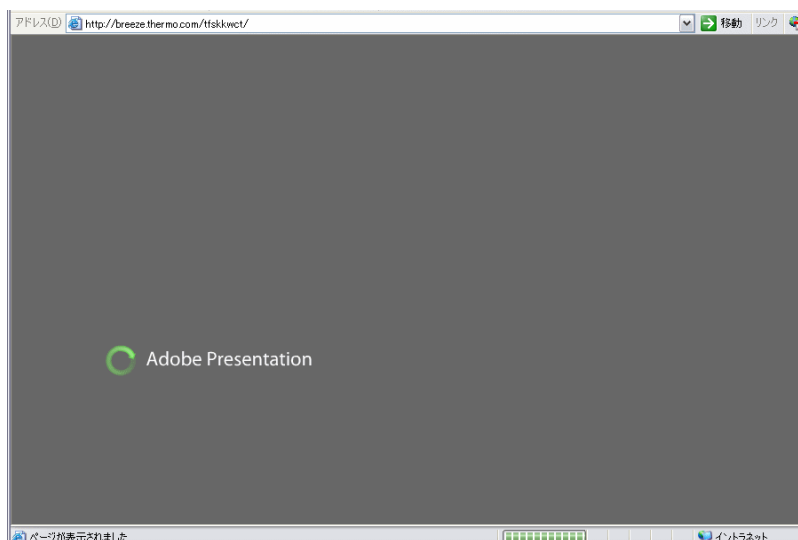 アドレス(D) http://breeze.thermo.com/tfskkwct/ 移動 リンク
Adobe Presentation
ページが表示されました イントラネット